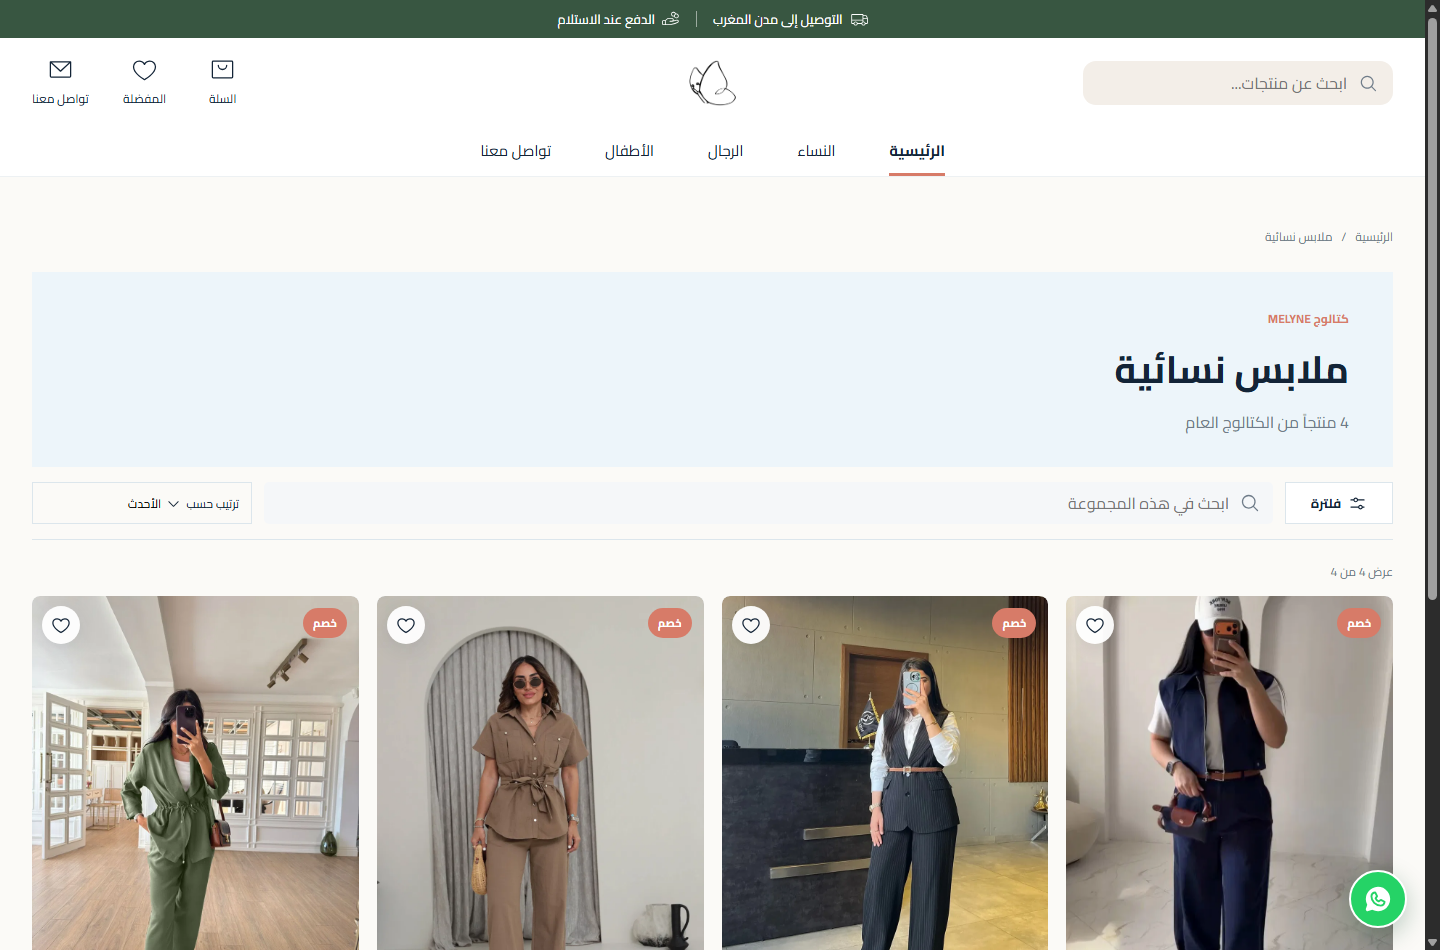 التوصيل إلى مدن المغرب
الدفع عند الاستلام
ابحث عن منتجات...
السلة
المفضلة
تواصل معنا
الرئيسية
النساء
الرجال
الأطفال
تواصل معنا
الرئيسية / ملابس نسائية
كتالوج MELYNE
ملابس نسائية
4 منتجاً من الكتالوج العام
فلترة
ابحث في هذه المجموعة
ترتيب حسب
الأحدث
عرض 4 من 4
خصم
خصم
خصم
خصم